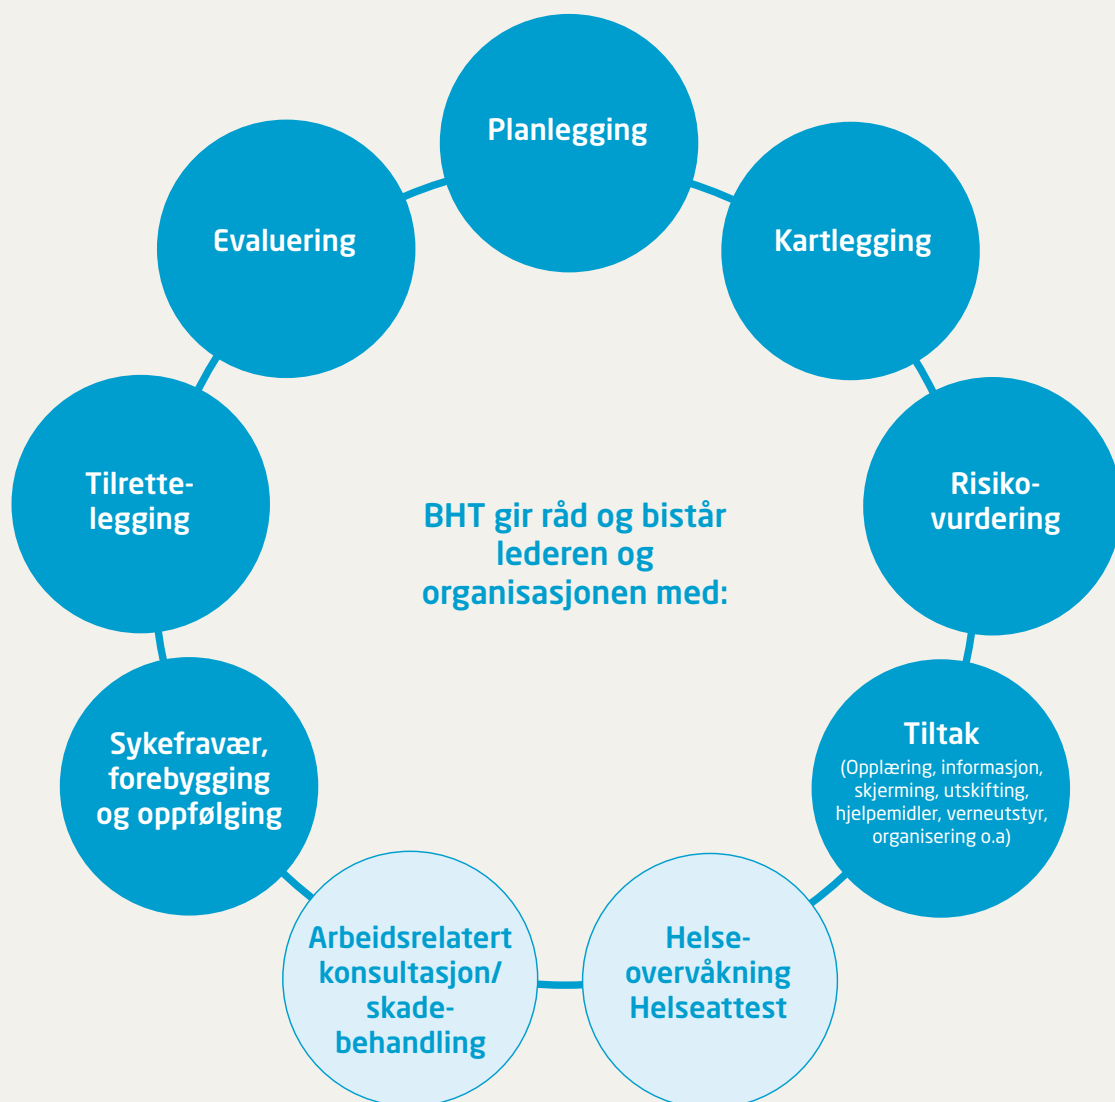 Planlegging
Evaluering
Kartlegging
Tilrette-
legging
BHT gir råd og bistår
lederen og
organisasjonen med:
Risiko-
vurdering
Sykefravær,
forebygging
og oppfølging
Tiltak
(Opplæring, informasjon,
skjerming, utskifting,
hjelpemidler, verneutstyr,
organisering o.a)
Arbeidsrelatert
konsultasjon/
skade-
behandling
Helse-
overvåkning
Helseattest